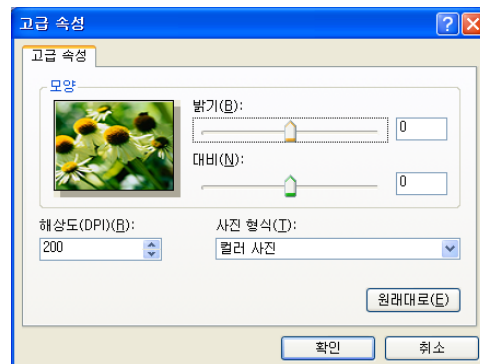 고급 속성
고급 속성
모양
밝기(B):
0
대비(N):
0
해상도(DPI)(R):
사진 형식(T):
200
컬러 사진
원래대로(E)
확인
취소